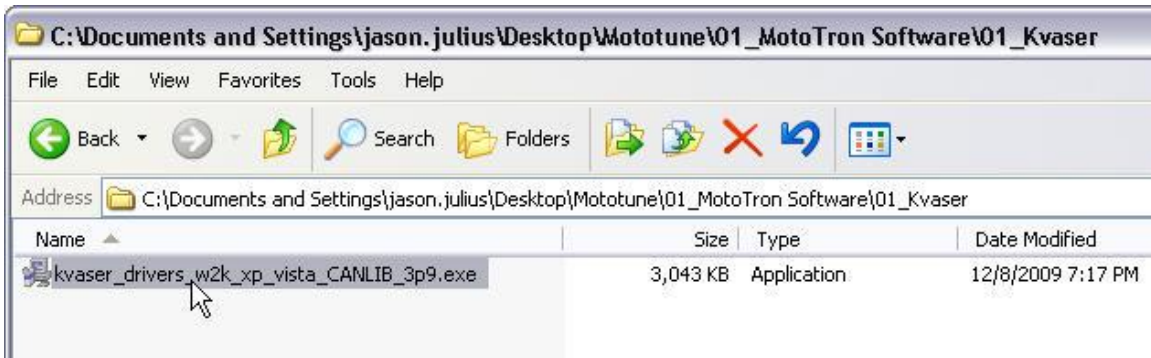 C:\Documents and Settings\jason.julius\Desktop\Mototune\01_MotoTron Software\01_Kvaser
File Edit View Favorites Tools Help
Back Search Folders
Address C:\Documents and Settings\jason.julius\Desktop\Mototune\01_MotoTron Software\01_Kvaser
Name Size Type Date Modified
kvaser_drivers_w2k_xp_vista_CANLIB_3p9.exe 3,043 KB Application 12/8/2009 7:17 PM